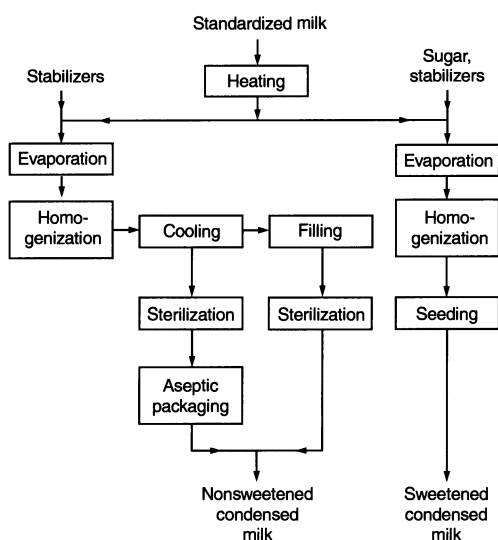 Standardized milk
Heating
Stabilizers
Sugar,
stabilizers
Evaporation
Evaporation
Homo-
genization
Cooling
Filling
Homo-
genization
Sterilization
Sterilization
Seeding
Aseptic
packaging
Nonsweetened
condensed
milk
Sweetened
condensed
milk